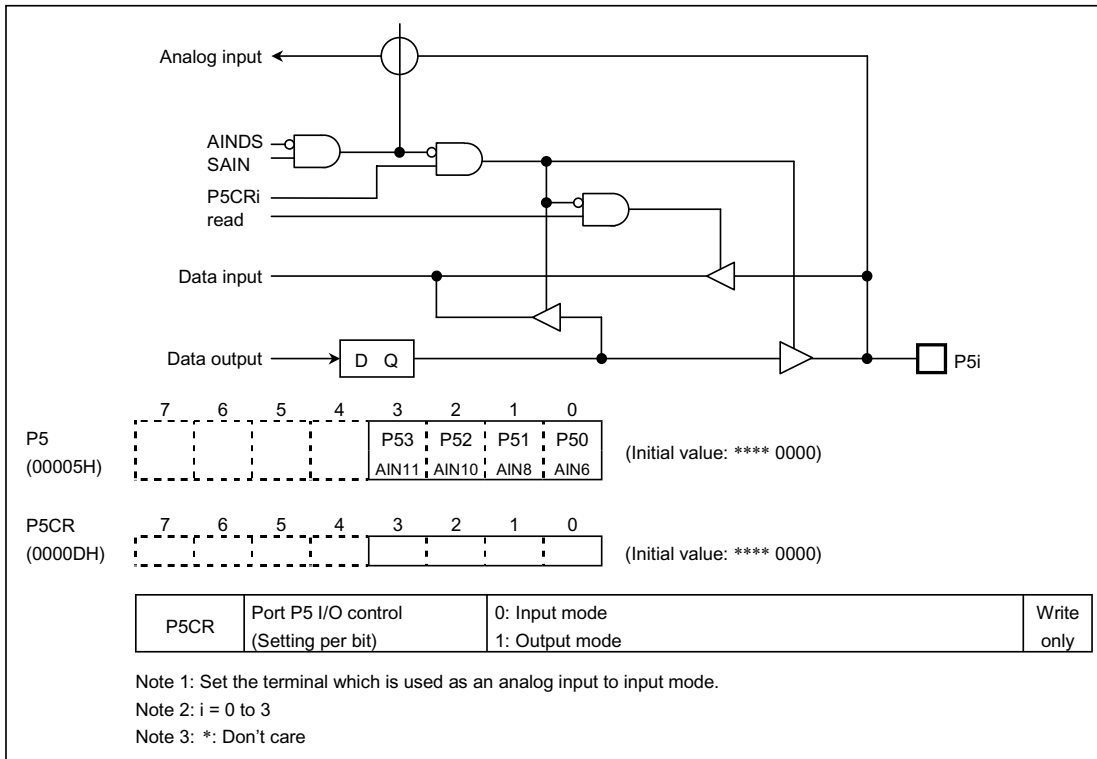 Analog input
AINDS
SAIN
P5CRi
read
Data input
Data output
D Q
P5i
7 6 5 4 3 2 1 0
P5
(00005H)
P53 P52 P51 P50
AIN11 AIN10 AIN8 AIN6
(Initial value: **** 0000)
P5CR
(0000DH)
7 6 5 4 3 2 1 0
(Initial value: **** 0000)
P5CR
Port P5 I/O control
(Setting per bit)
0: Input mode
1: Output mode
Write
only
Note 1: Set the terminal which is used as an analog input to input mode.
Note 2: i = 0 to 3
Note 3: *: Don’t care